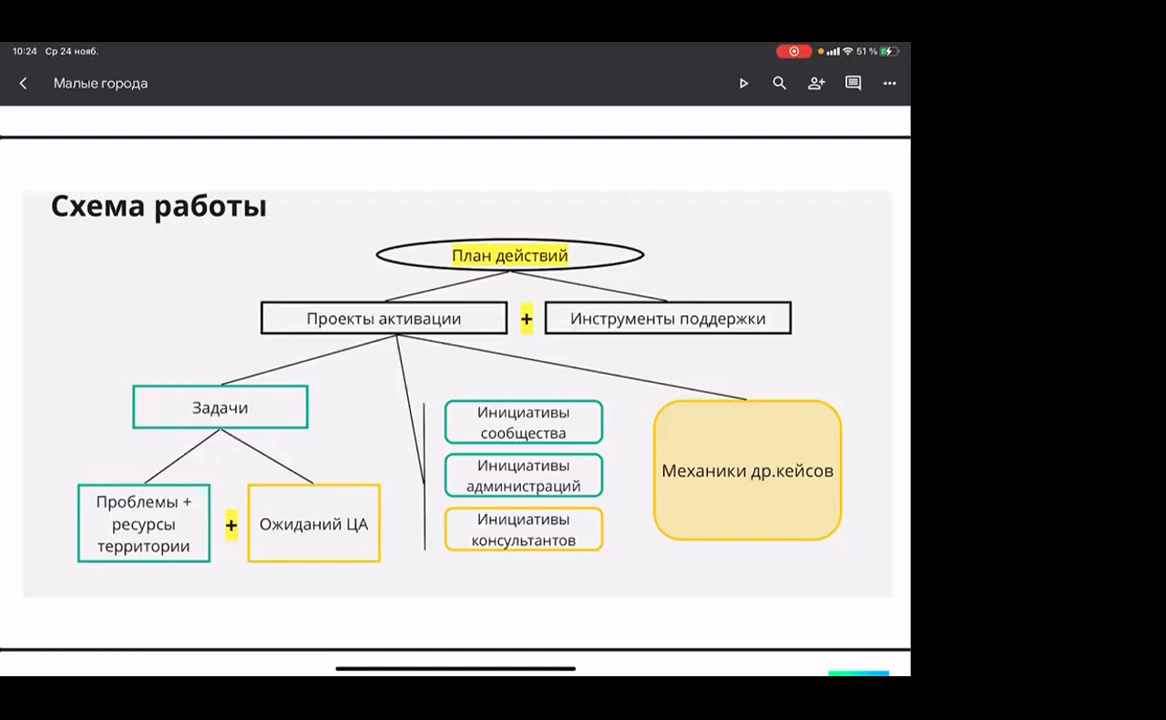 10:24 Ср 24 нояб.
51 %
Малые города
Схема работы
План действий
Проекты активации
+
Инструменты поддержки
Задачи
Инициативы
сообщества
Инициативы
администраций
Инициативы
консультантов
Механики др.кейсов
Проблемы +
ресурсы
территории
+
Ожиданий ЦА